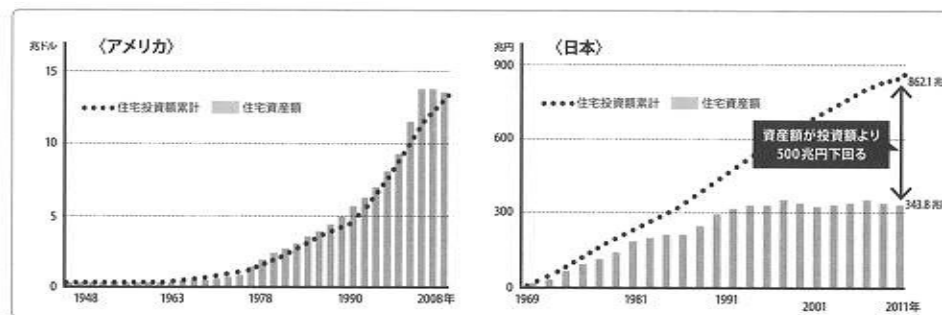 兆ドル
〈アメリカ〉
15
住宅投資額累計
住宅資産額
10
5
0
1948
1963
1978
1990
2008年
兆円
〈日本〉
900
862.1兆
住宅投資額累計
住宅資産額
600
資産額が投資額より
500兆円下回る
300
343.8兆
0
1969
1981
1991
2001
2011年